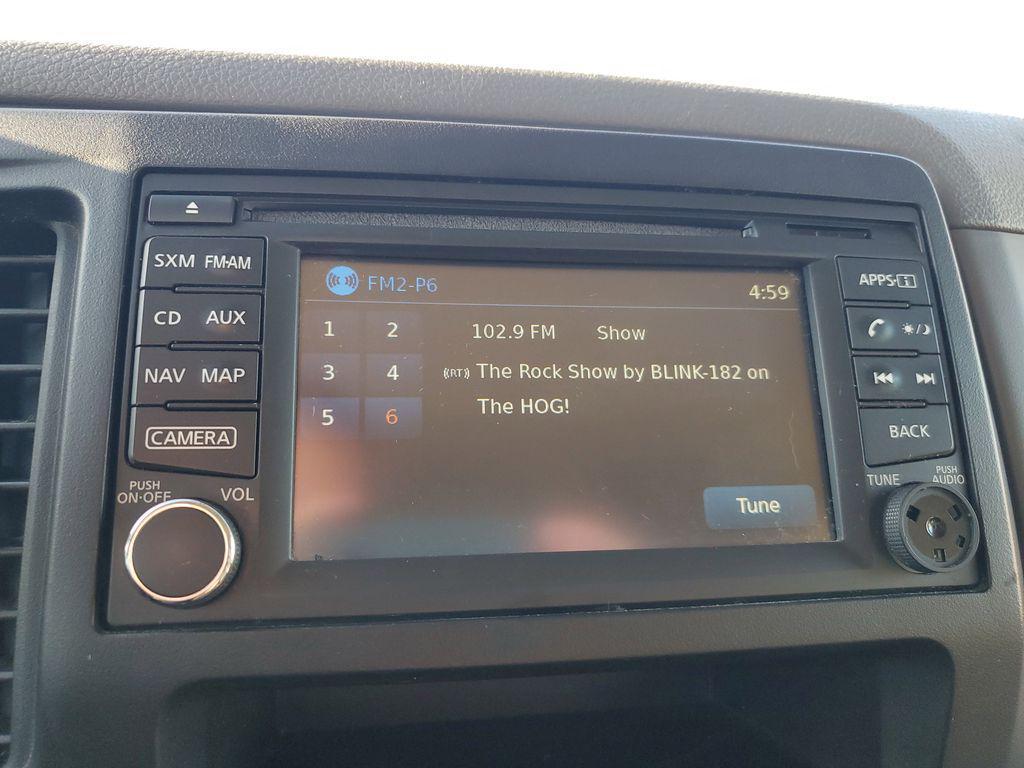 SXM FM·AM
CD AUX
NAV MAP
CAMERA
PUSH
ON·OFF
VOL
FM2-P6
4:59
1 2
3 4
5 6
102.9 FM Show
((RT)) The Rock Show by BLINK-182 on
The HOG!
Tune
APPS·i
BACK
TUNE
PUSH
AUDIO